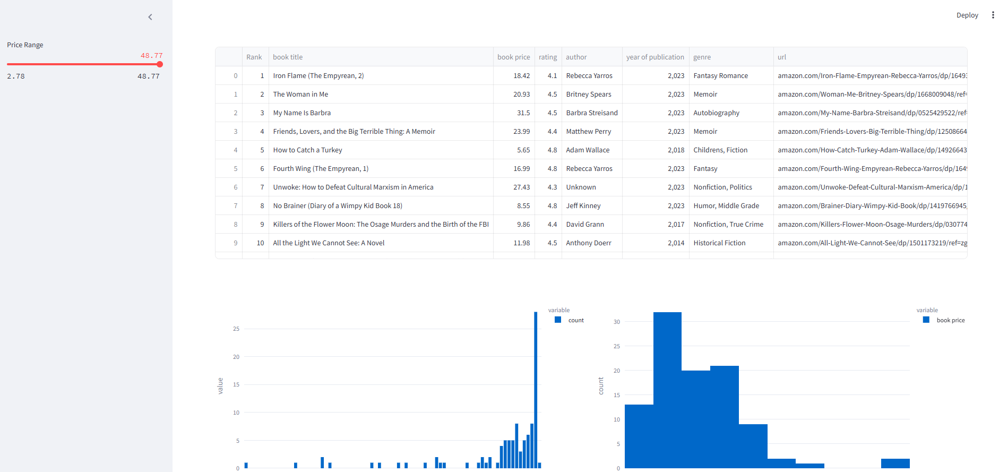 Deploy
Price Range
48.77
2.78 48.77
Rank book title book price rating author year of publication genre url
0 1 Iron Flame (The Empyrean, 2) 18.42 4.1 Rebecca Yarros 2,023 Fantasy Romance amazon.com/Iron-Flame-Empyrean-Rebecca-Yarros/dp/1649
1 2 The Woman in Me 20.93 4.5 Britney Spears 2,023 Memoir amazon.com/Woman-Me-Britney-Spears/dp/1668009048/ref=
2 3 My Name Is Barbra 31.5 4.5 Barbra Streisand 2,023 Autobiography amazon.com/My-Name-Barbra-Streisand/dp/0525429522/ref
3 4 Friends, Lovers, and the Big Terrible Thing: A Memoir 23.99 4.4 Matthew Perry 2,023 Memoir amazon.com/Friends-Lovers-Big-Terrible-Thing/dp/12508664
4 5 How to Catch a Turkey 5.65 4.8 Adam Wallace 2,018 Childrens, Fiction amazon.com/How-Catch-Turkey-Adam-Wallace/dp/14926643
5 6 Fourth Wing (The Empyrean, 1) 16.99 4.8 Rebecca Yarros 2,023 Fantasy amazon.com/Fourth-Wing-Empyrean-Rebecca-Yarros/dp/164
6 7 Unwoke: How to Defeat Cultural Marxism in America 27.43 4.3 Unknown 2,023 Nonfiction, Politics amazon.com/Unwoke-Defeat-Cultural-Marxism-America/dp/1
7 8 No Brainer (Diary of a Wimpy Kid Book 18) 8.55 4.8 Jeff Kinney 2,023 Humor, Middle Grade amazon.com/Brainer-Diary-Wimpy-Kid-Book/dp/1419766945
8 9 Killers of the Flower Moon: The Osage Murders and the Birth of the FBI 9.86 4.4 David Grann 2,017 Nonfiction, True Crime amazon.com/Killers-Flower-Moon-Osage-Murders/dp/030774
9 10 All the Light We Cannot See: A Novel 11.98 4.5 Anthony Doerr 2,014 Historical Fiction amazon.com/All-Light-We-Cannot-See/dp/1501173219/ref=zg
variable
count
25
20
15
10
5
0
value
variable
book price
30
25
20
15
10
5
0
count